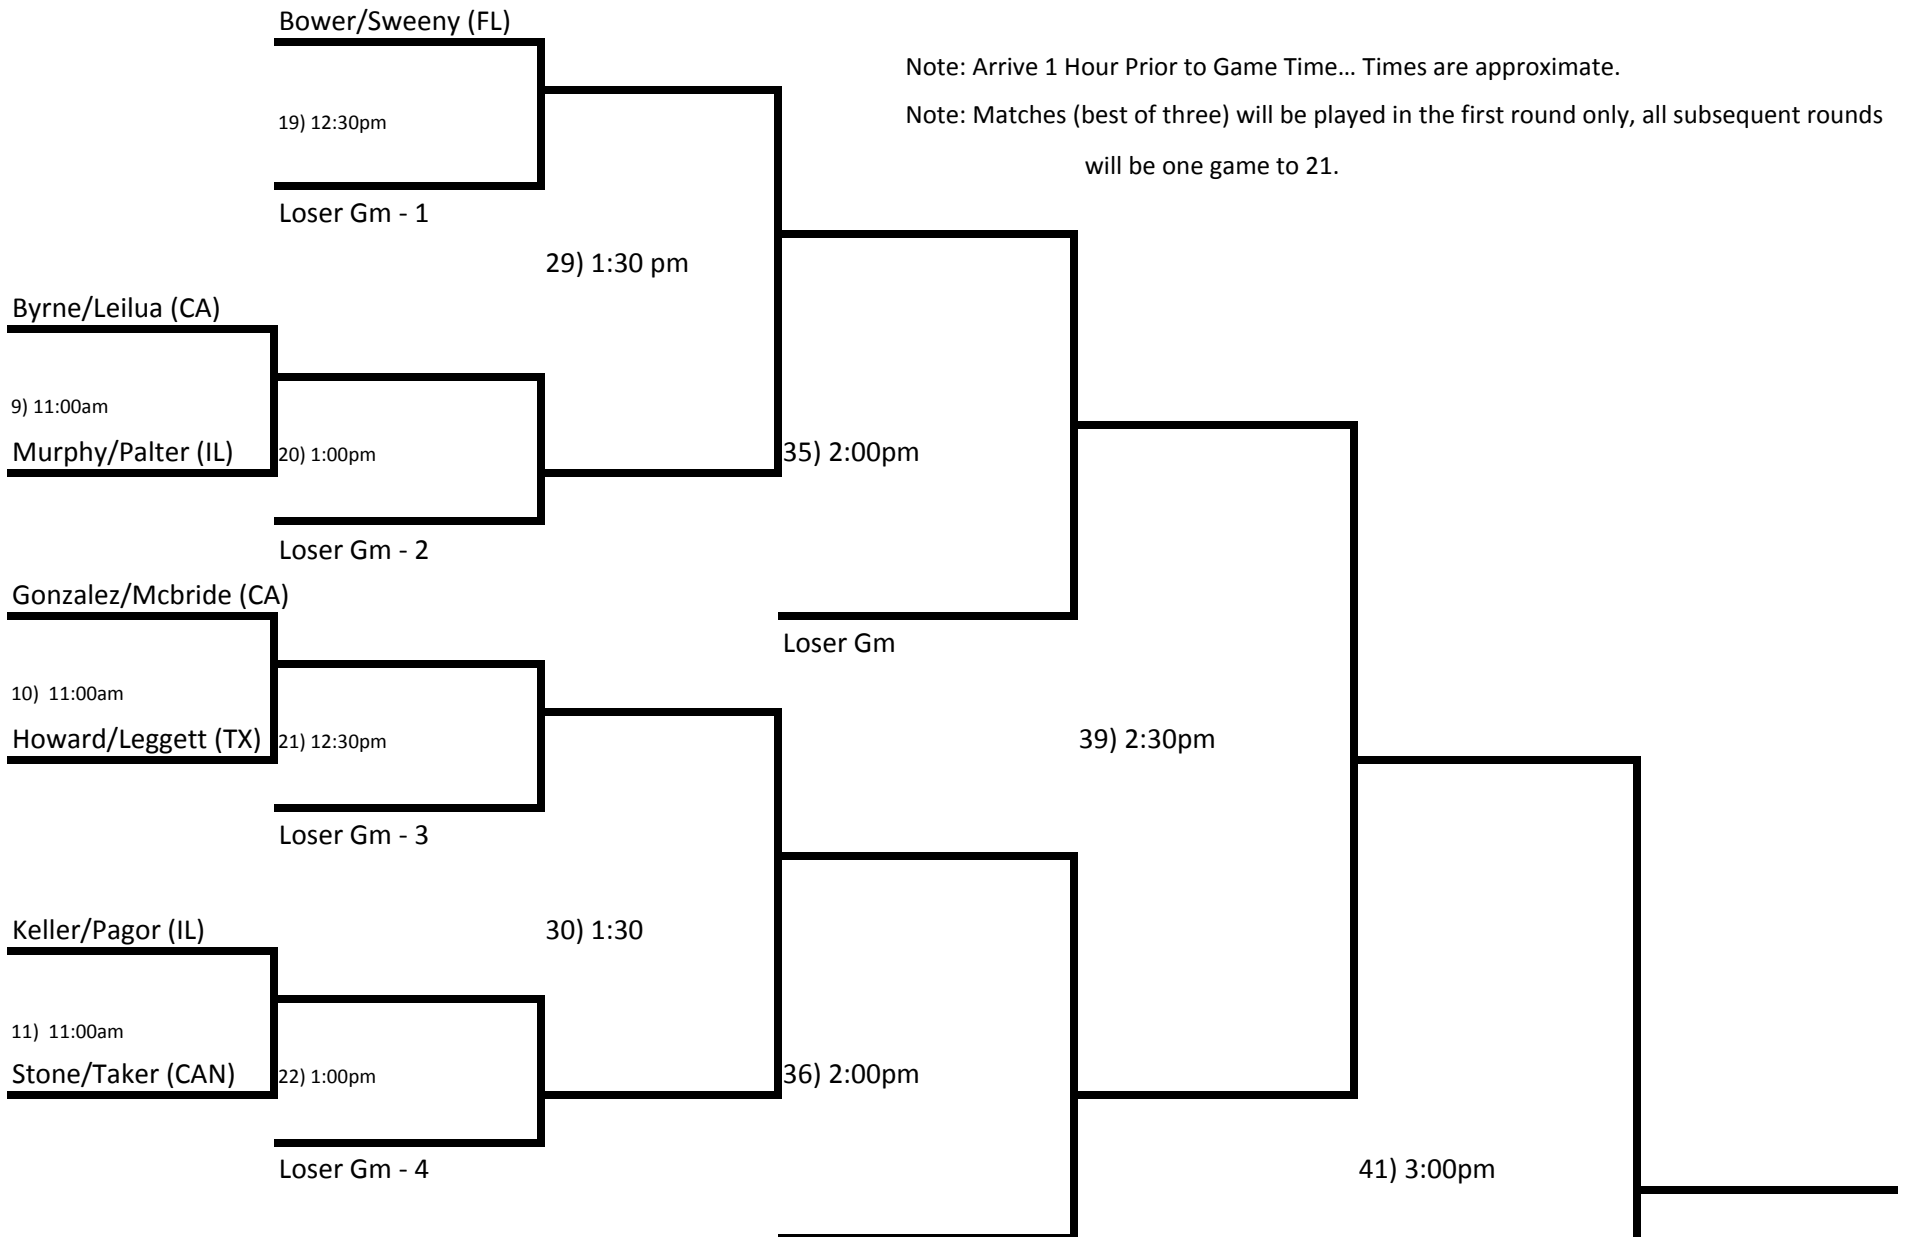 Bower/Sweeny (FL)
Note: Arrive 1 Hour Prior to Game Time... Times are approximate.
Note: Matches (best of three) will be played in the first round only, all subsequent rounds
19) 12:30pm
will be one game to 21.
Loser Gm - 1
29) 1:30 pm
Byrne/Leilua (CA)
9) 11:00am
Murphy/Palter (IL)
20) 1:00pm
35) 2:00pm
Loser Gm - 2
Gonzalez/Mcbride (CA)
Loser Gm
10)  11:00am
Howard/Leggett (TX)
21) 12:30pm
39) 2:30pm
Loser Gm - 3
Keller/Pagor (IL)
30) 1:30
11)  11:00am
Stone/Taker (CAN)
22) 1:00pm
36) 2:00pm
Loser Gm - 4
41) 3:00pm